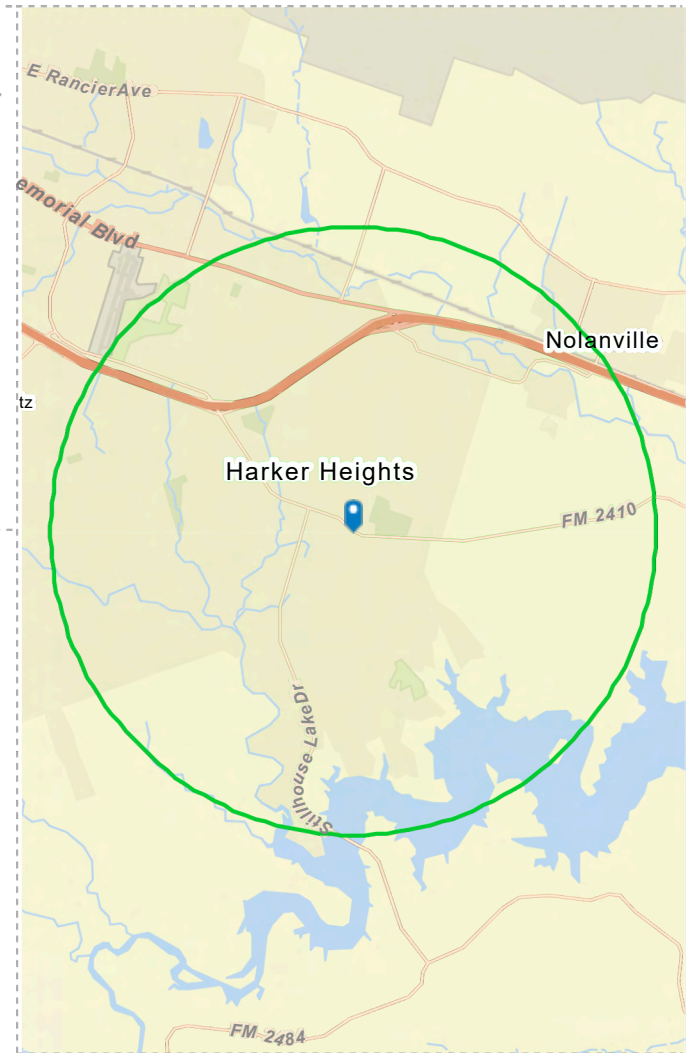 E RancierAve
emorial Blvd
Nolanville
tz
Harker Heights
FM 2410
Stillhouse LakeDr
FM 2484